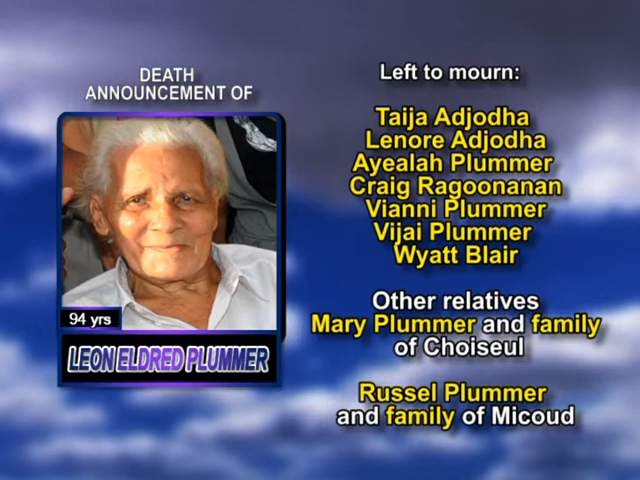 DEATH
ANNOUNCEMENT OF
94 yrs
LEON ELDRED PLUMMER
Left to mourn:
Taija Adjodha
Lenore Adjodha
Ayealah Plummer
Craig Ragoonanan
Vianni Plummer
Vijai Plummer
Wyatt Blair
Other relatives
Mary Plummer and family
of Choiseul
Russel Plummer
and family of Micoud